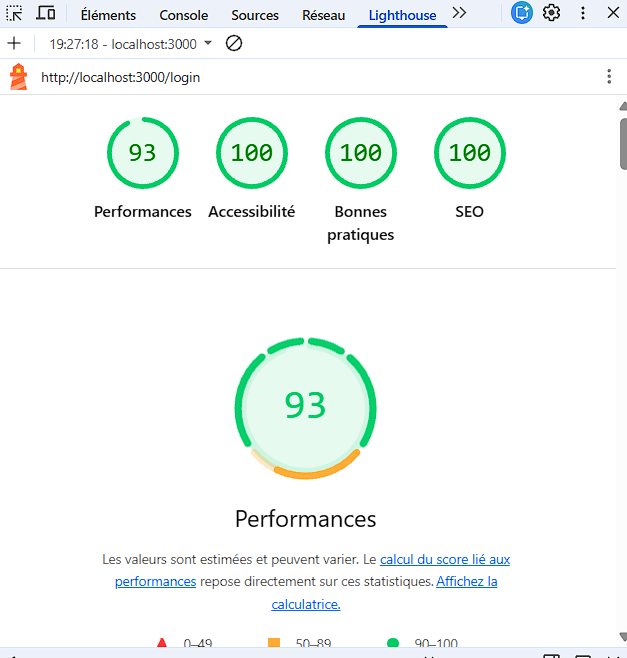 Éléments Console Sources Réseau Lighthouse
19:27:18 - localhost:3000
http://localhost:3000/login
93 100 100 100
Performances Accessibilité Bonnes pratiques SEO
93
Performances
Les valeurs sont estimées et peuvent varier. Le calcul du score lié aux
performances repose directement sur ces statistiques. Affichez la
calculatrice.
0–49 50–89 90–100